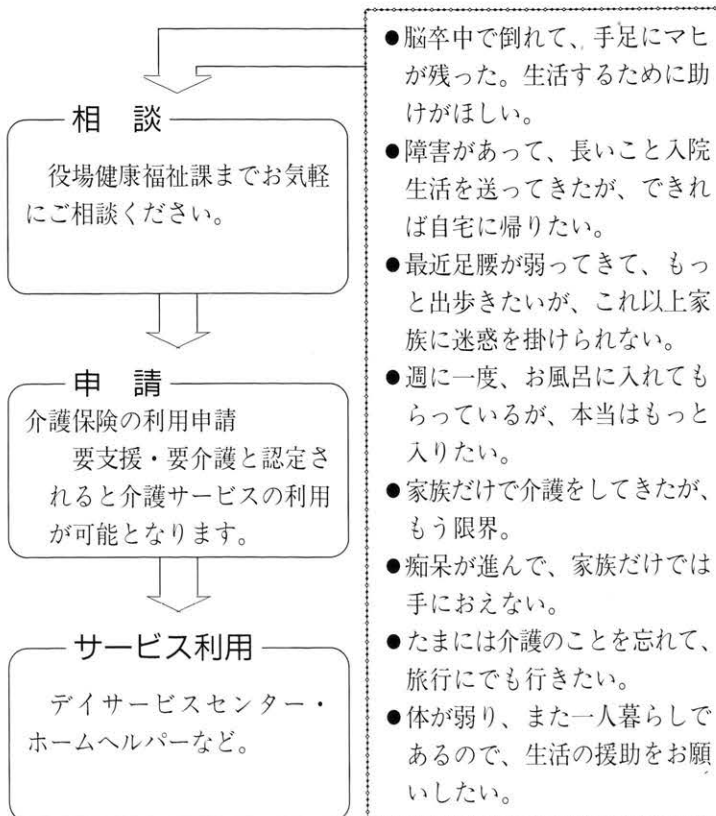 相　談
役場健康福祉課までお気軽
にご相談ください。
申　請
介護保険の利用申請
要支援・要介護と認定さ
れると介護サービスの利用
が可能となります。
サービス利用
デイサービスセンター・
ホームヘルパーなど。
●脳卒中で倒れて、手足にマヒ
が残った。生活するために助
けがほしい。
●障害があって、長いこと入院
生活を送ってきたが、できれ
ば自宅に帰りたい。
●最近足腰が弱ってきて、もっ
と出歩きたいが、これ以上家
族に迷惑を掛けられない。
●週に一度、お風呂に入れても
らっているが、本当はもっと
入りたい。
●家族だけで介護をしてきたが、
もう限界。
●痴呆が進んで、家族だけでは
手におえない。
●たまには介護のことを忘れて、
旅行にでも行きたい。
●体が弱り、また一人暮らしで
あるので、生活の援助をお願
いしたい。